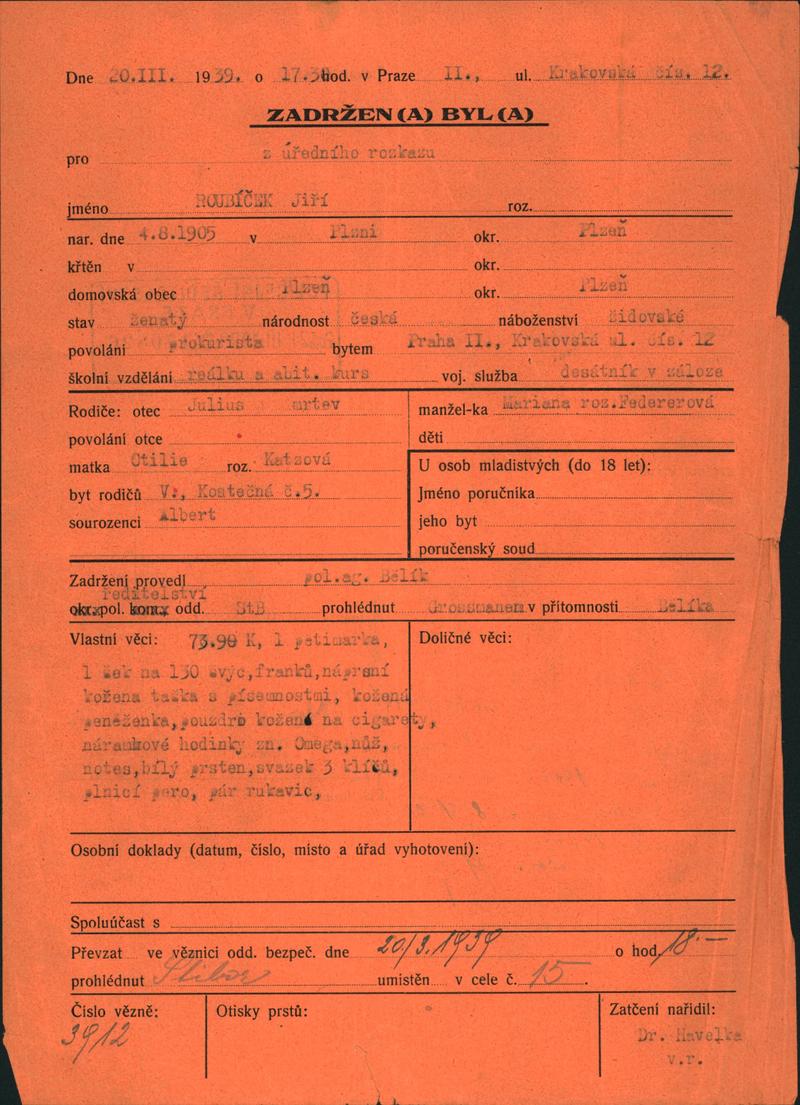 Dne 20.III. 1939. o 17.30 hod. v Praze II., ul. Krakovská čís. 12.
ZADRŽEN(A) BYL(A)
pro z úředního rozkazu
jméno ROUBÍČEK Jiří roz.
nar. dne 4.8.1905 v Plzni okr. Plzeň
křtěn v okr.
domovská obec Plzeň okr. Plzeň
stav ženatý národnost česká náboženství židovské
povolání prokurista bytem Praha II., Krakovská ul. čís. 12
školní vzdělání reálku a abit. kurs voj. služba desátník v záloze
Rodiče: otec Julius mrtev
povolání otce
matka Otilie roz. Katzová
byt rodičů V., Kostečná č.5.
sourozenci Albert
manžel-ka Mariana roz.Federerová
děti
U osob mladistvých (do 18 let):
Jméno poručníka
jeho byt
poručenský soud
Zadržení provedl pol.ag. Bělík
ředitelství
okr. pol. kom. odd. StB prohlédnut Grossmanem v přítomnosti Bělíka
Vlastní věci: 73.90 K, 1 pětimarka,
1 šek na 130 švýc,franků,náprsní
kožena taška s písemnostmi, kožená
peněženka,pouzdro kožené na cigarety,
náramkové hodinky zn. Omega,nůž,
notes,bílý prsten,svazek 3 klíčů,
plnicí pero, pár rukavic,
Doličné věci:
Osobní doklady (datum, číslo, místo a úřad vyhotovení):
Spoluúčast s
Převzat ve věznici odd. bezpeč. dne 20/3.1939 o hod. 18.—
prohlédnut Stibor umístěn v cele č. 15.
Číslo vězně:
3912
Otisky prstů:
Zatčení nařídil:
Dr. Havelka
v.r.